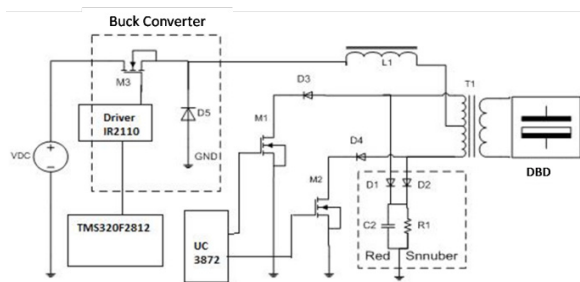 Buck Converter
M3
L1
T1
D3
Driver
IR2110
D5
M1
D4
VDC
GND
M2
DBD
D1
D2
TMS320F2812
UC
3872
C2
R1
Red
Snnuber